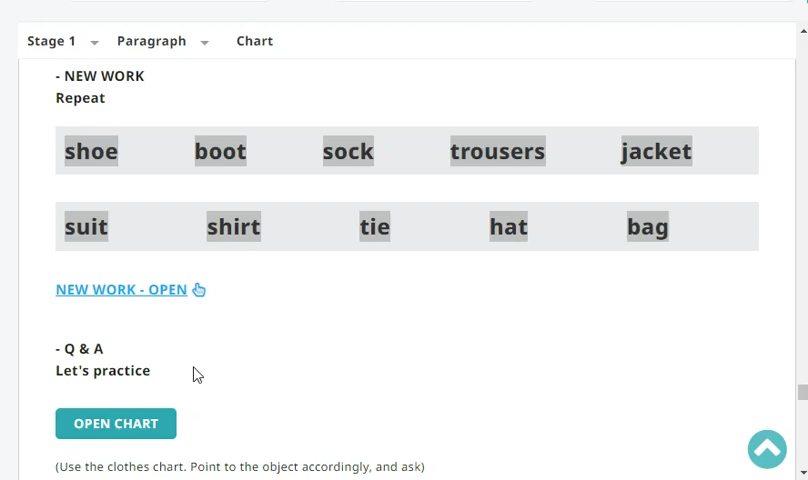 Stage 1 Paragraph Chart
- NEW WORK
Repeat
shoe boot sock trousers jacket
suit shirt tie hat bag
NEW WORK - OPEN
- Q & A
Let's practice
OPEN CHART
(Use the clothes chart. Point to the object accordingly, and ask)